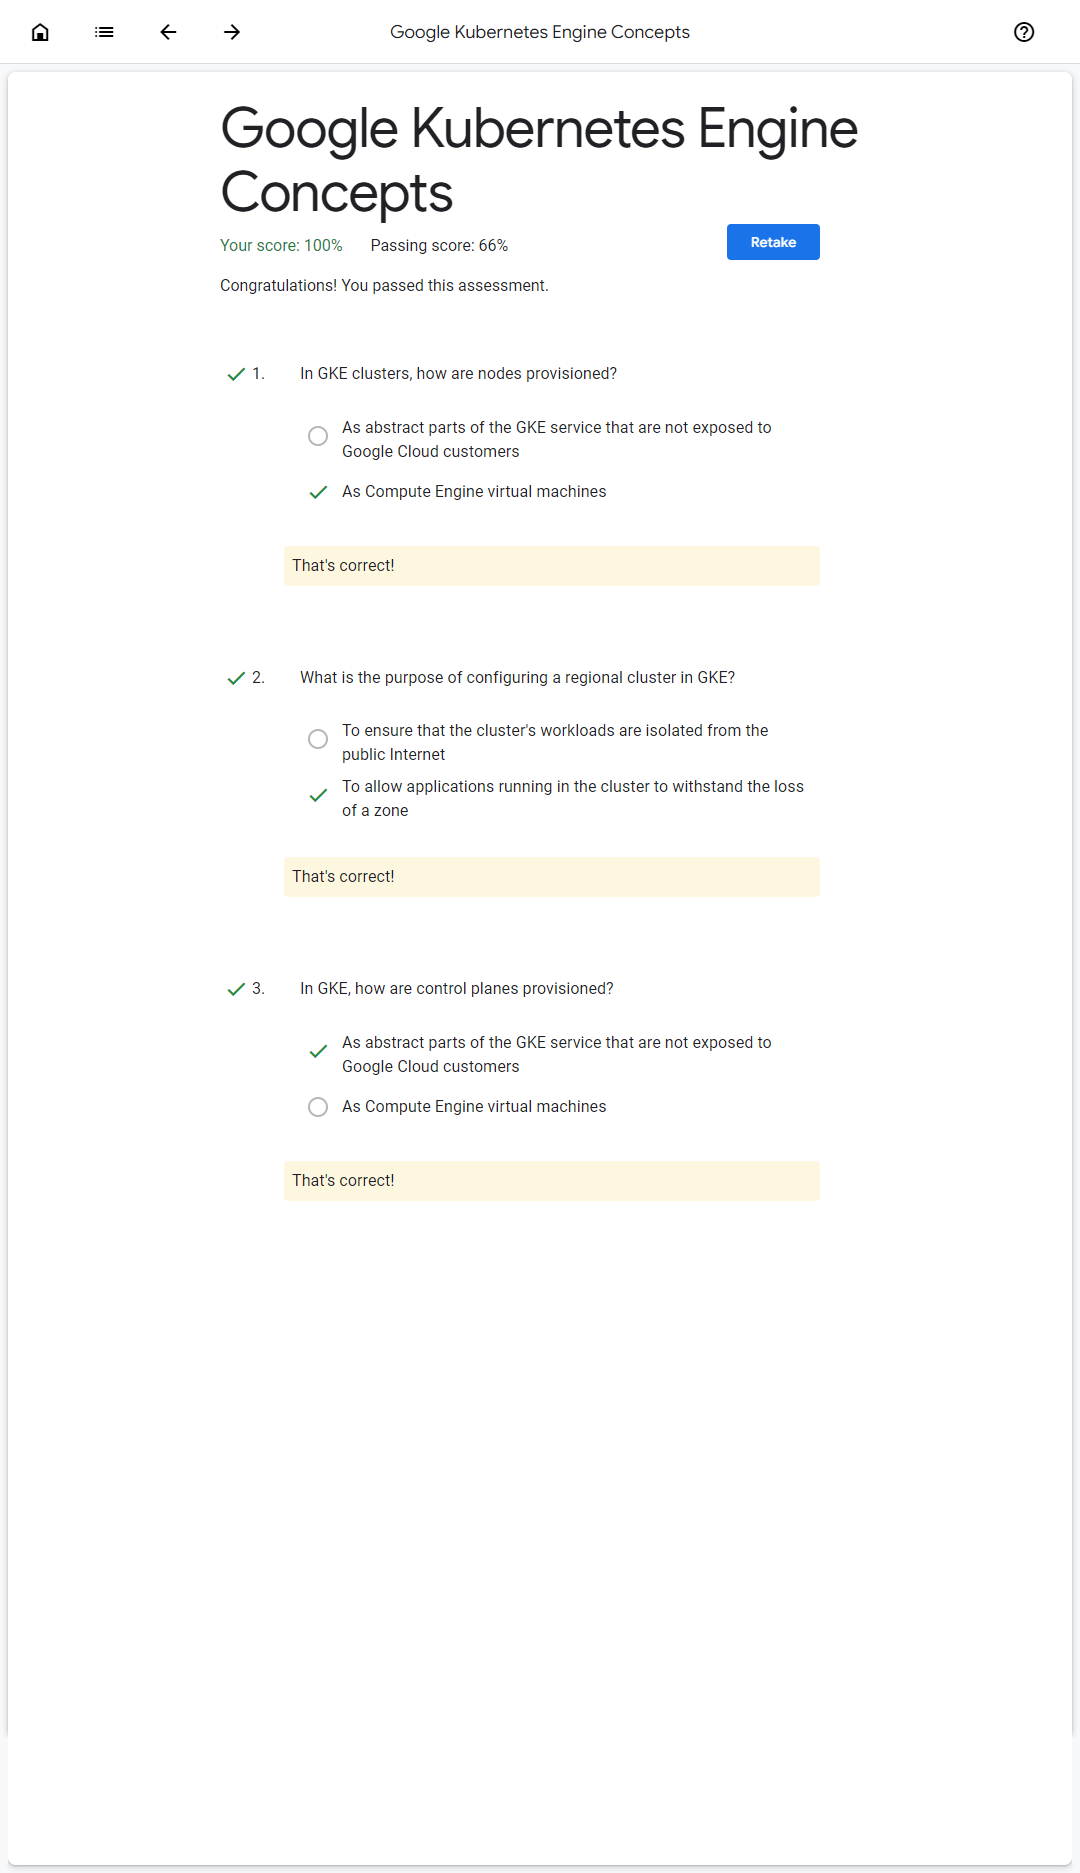 Google Kubernetes Engine Concepts
Google Kubernetes Engine
Concepts
Your score: 100% Passing score: 66%
Retake
Congratulations! You passed this assessment.
1. In GKE clusters, how are nodes provisioned?
As abstract parts of the GKE service that are not exposed to
Google Cloud customers
As Compute Engine virtual machines
That's correct!
2. What is the purpose of configuring a regional cluster in GKE?
To ensure that the cluster's workloads are isolated from the
public Internet
To allow applications running in the cluster to withstand the loss
of a zone
That's correct!
3. In GKE, how are control planes provisioned?
As abstract parts of the GKE service that are not exposed to
Google Cloud customers
As Compute Engine virtual machines
That's correct!